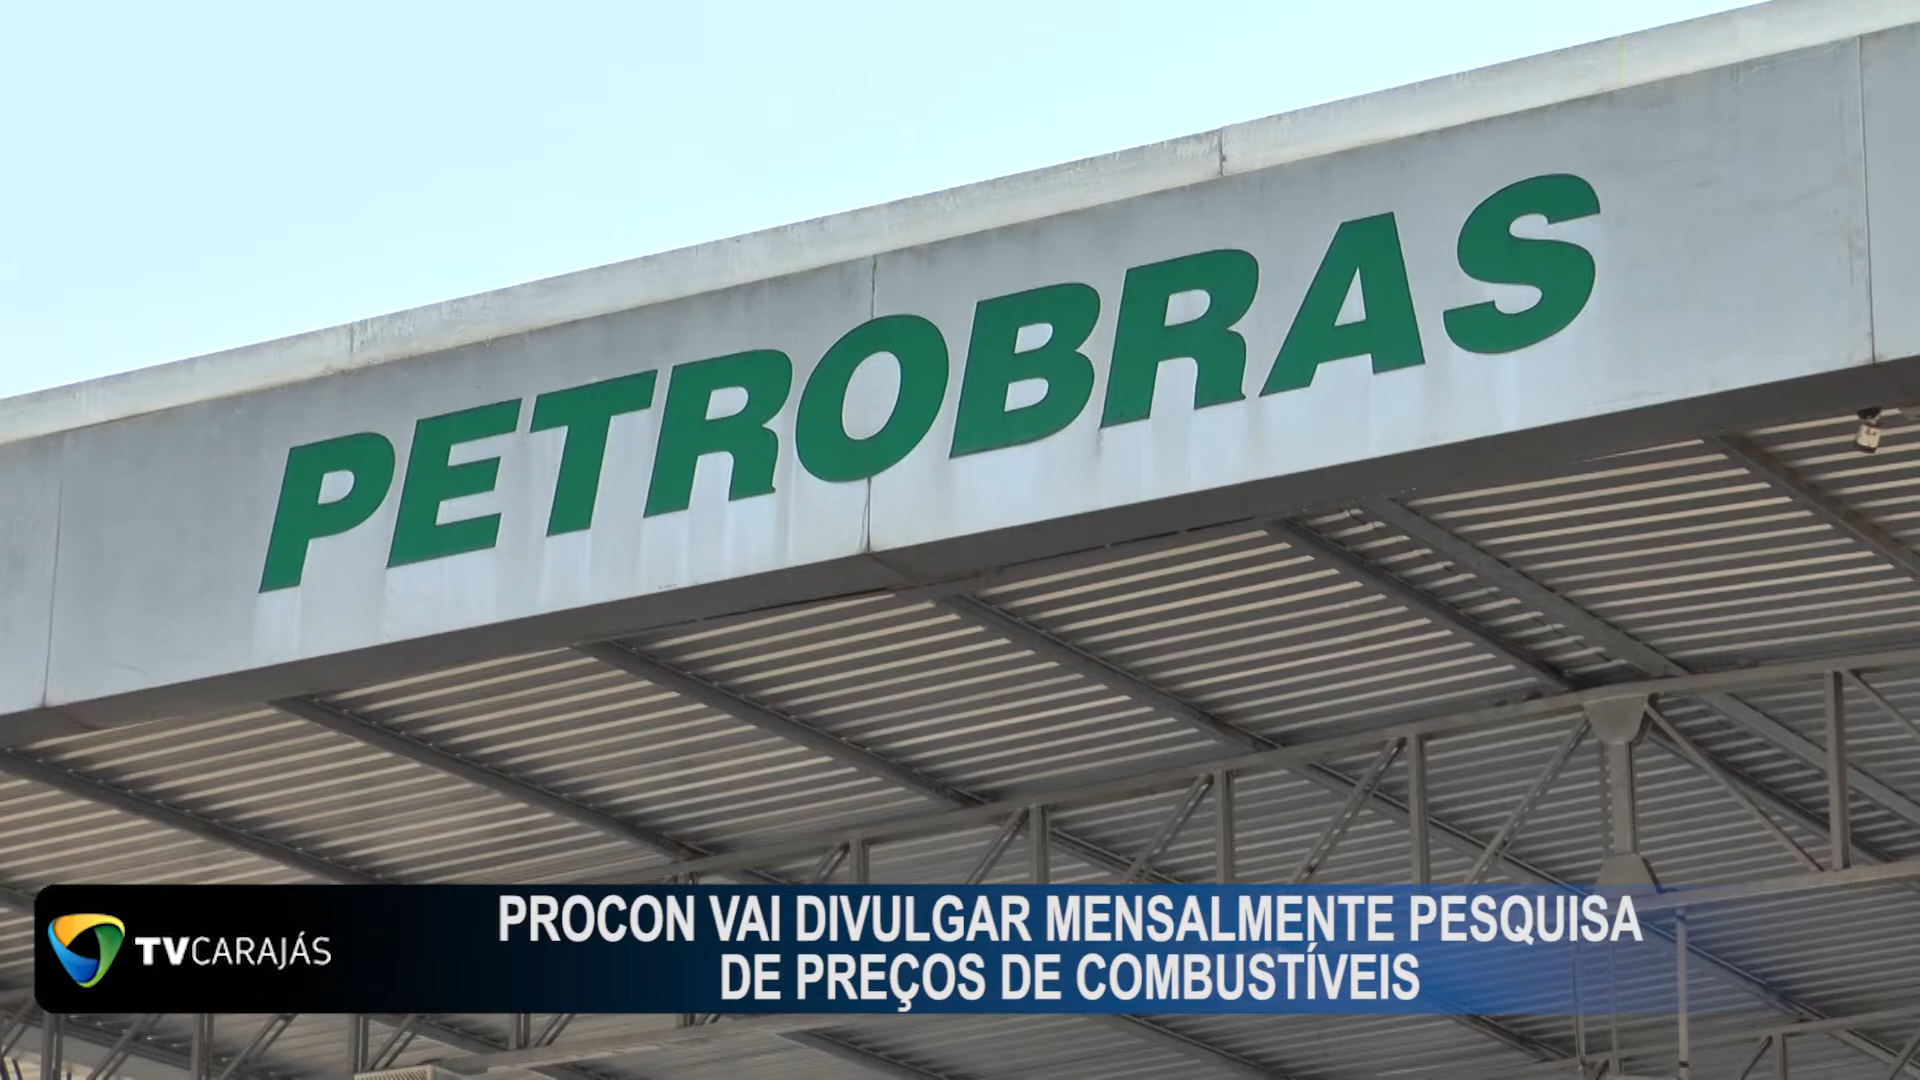 PETROBRAS
TVCARAJÁS
PROCON VAI DIVULGAR MENSALMENTE PESQUISA
DE PREÇOS DE COMBUSTÍVEIS